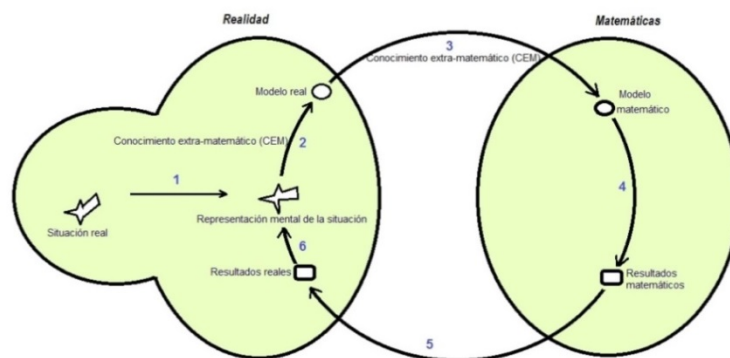 Realidad
Matemáticas
3
Conocimiento extra-matemático (CEM)
Modelo real
Modelo
matemático
Conocimiento extra-matemático (CEM)
2
1
4
Representación mental de la situación
Situación real
6
Resultados reales
Resultados
matemáticos
5